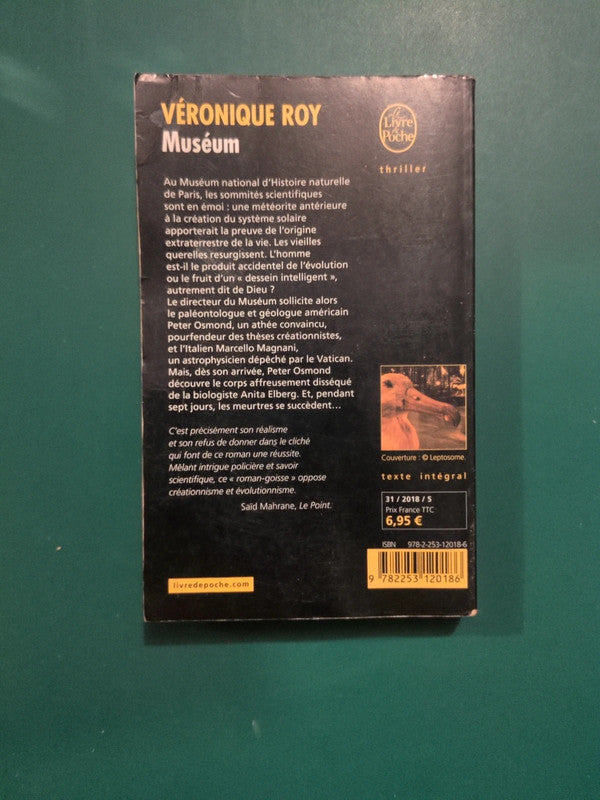 VÉRONIQUE ROY
Muséum
Le
Livre
de
Poche
thriller
Au Muséum national d'Histoire naturelle
de Paris, les sommités scientifiques
sont en émoi : une météorite antérieure
à la création du système solaire
apporterait la preuve de l'origine
extraterrestre de la vie. Les vieilles
querelles resurgissent. L'homme
est-il le produit accidentel de l'évolution
ou le fruit d'un « dessein intelligent »,
autrement dit de Dieu ?
Le directeur du Muséum sollicite alors
le paléontologue et géologue américain
Peter Osmond, un athée convaincu,
pourfendeur des thèses créationnistes,
et l'Italien Marcello Magnani,
un astrophysicien dépêché par le Vatican.
Mais, dès son arrivée, Peter Osmond
découvre le corps affreusement disséqué
de la biologiste Anita Elberg. Et, pendant
sept jours, les meurtres se succèdent...
C'est précisément son réalisme
et son refus de donner dans le cliché
qui font de ce roman une réussite.
Mêlant intrigue policière et savoir
scientifique, ce « roman-goisse » oppose
créationnisme et évolutionnisme.
Saïd Mahrane, Le Point.
Couverture : © Leptosome.
texte intégral
31 / 2018 / 5
Prix France TTC
6,95 €
ISBN 978-2-253-12018-6
9 782253 120186
livredepoche.com